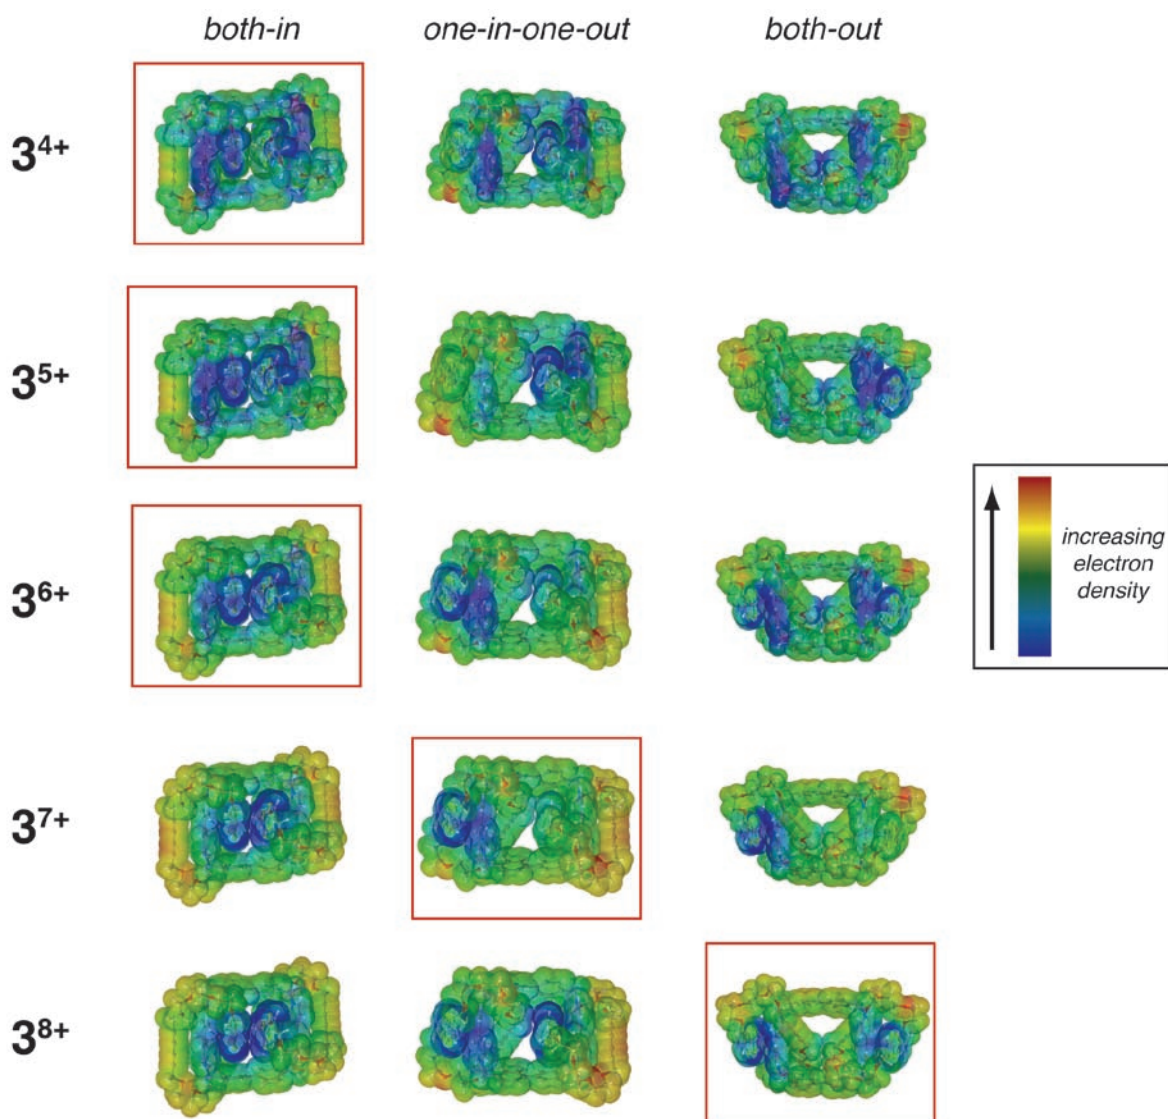 both-in one-in-one-out both-out
3⁴⁺
3⁵⁺
3⁶⁺
increasing
electron
density
3⁷⁺
3⁸⁺